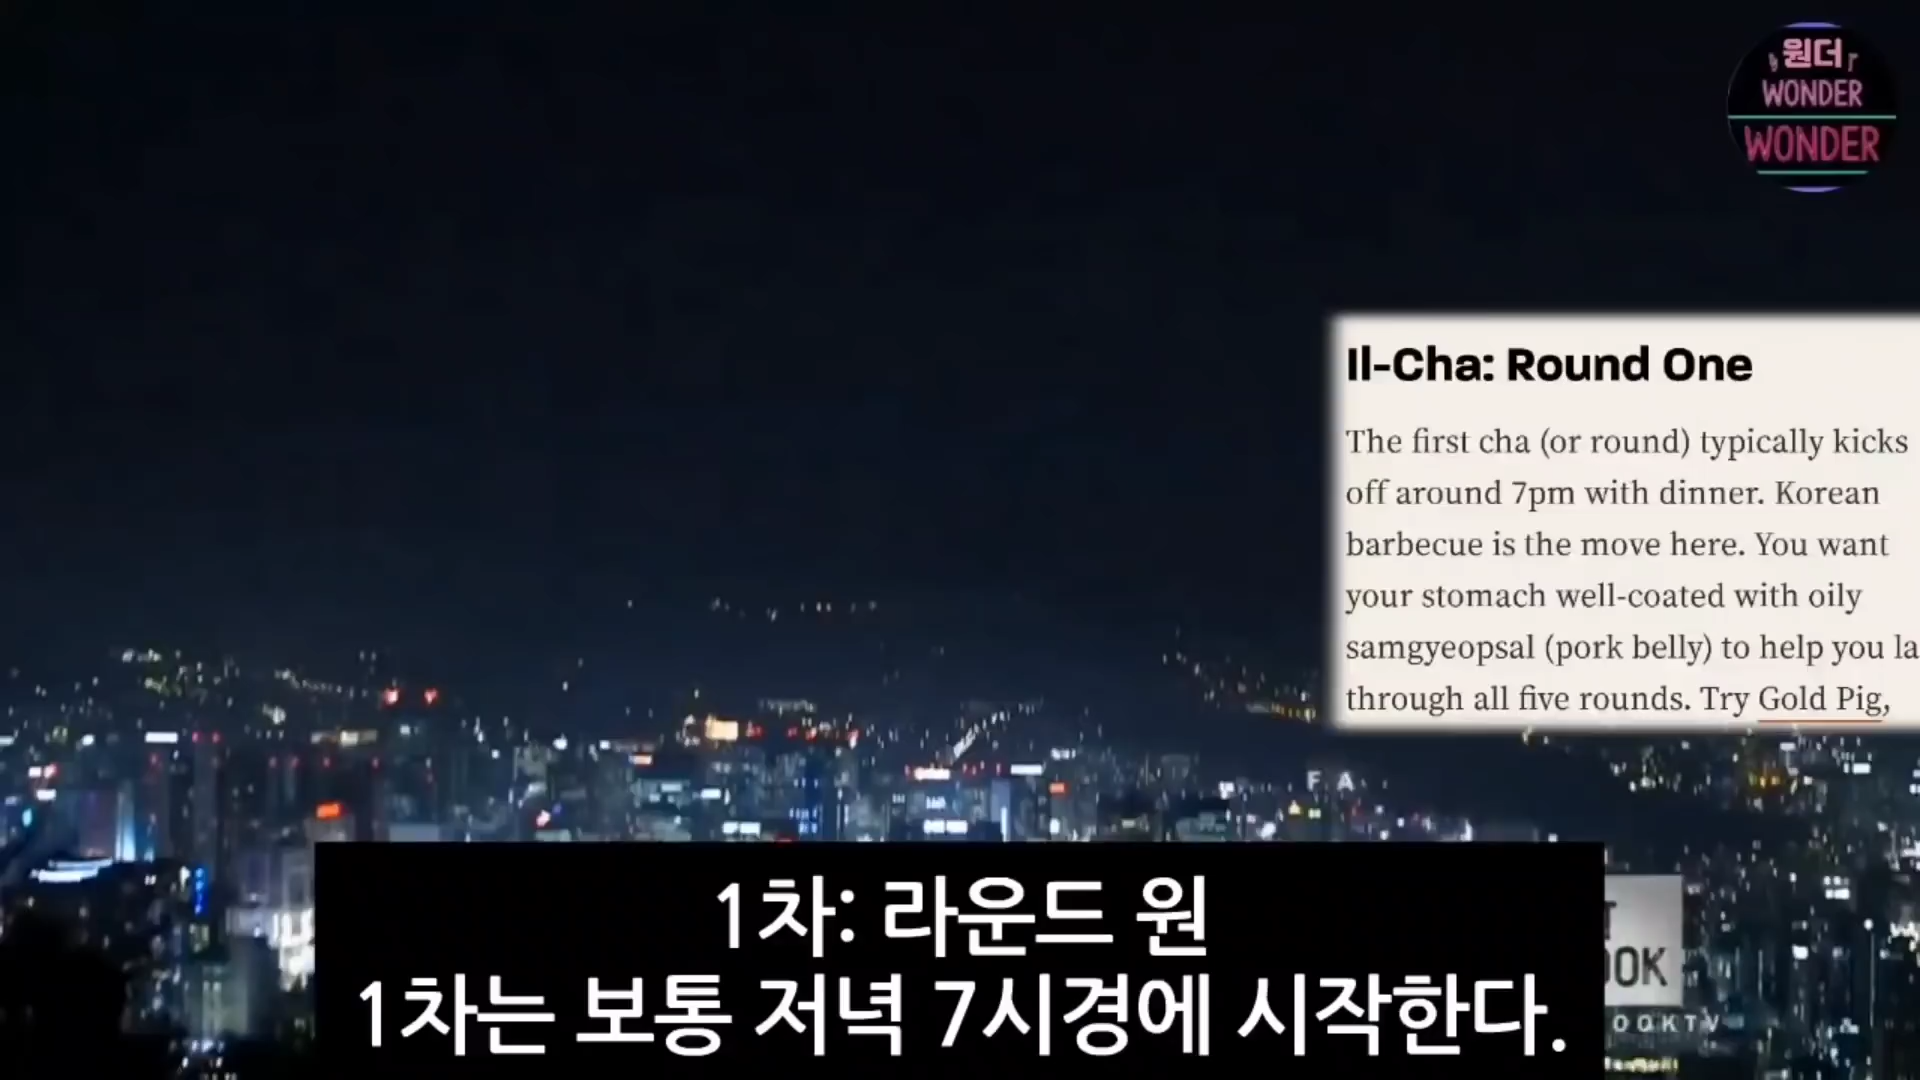 원더
WONDER
WONDER
Il-Cha: Round One
The first cha (or round) typically kicks
off around 7pm with dinner. Korean
barbecue is the move here. You want
your stomach well-coated with oily
samgyeopsal (pork belly) to help you la
through all five rounds. Try Gold Pig,
F A
1차: 라운드 원
1차는 보통 저녁 7시경에 시작한다.
OOK
OOKTV